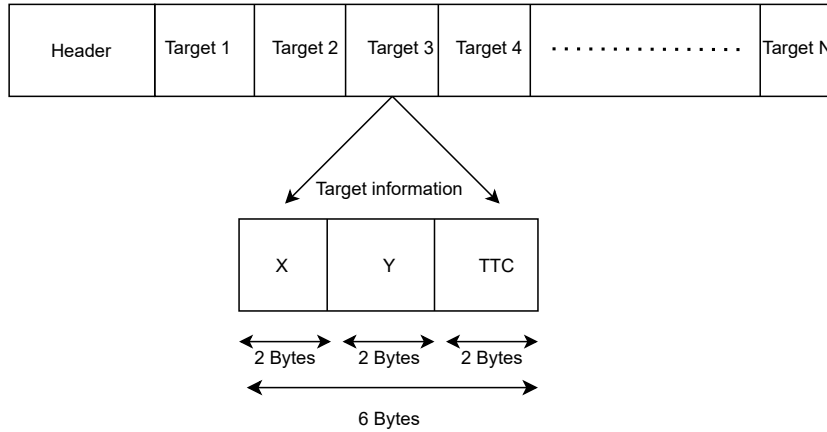 Header Target 1 Target 2 Target 3 Target 4 .................... Target N
Target information
X Y TTC
2 Bytes 2 Bytes 2 Bytes
6 Bytes